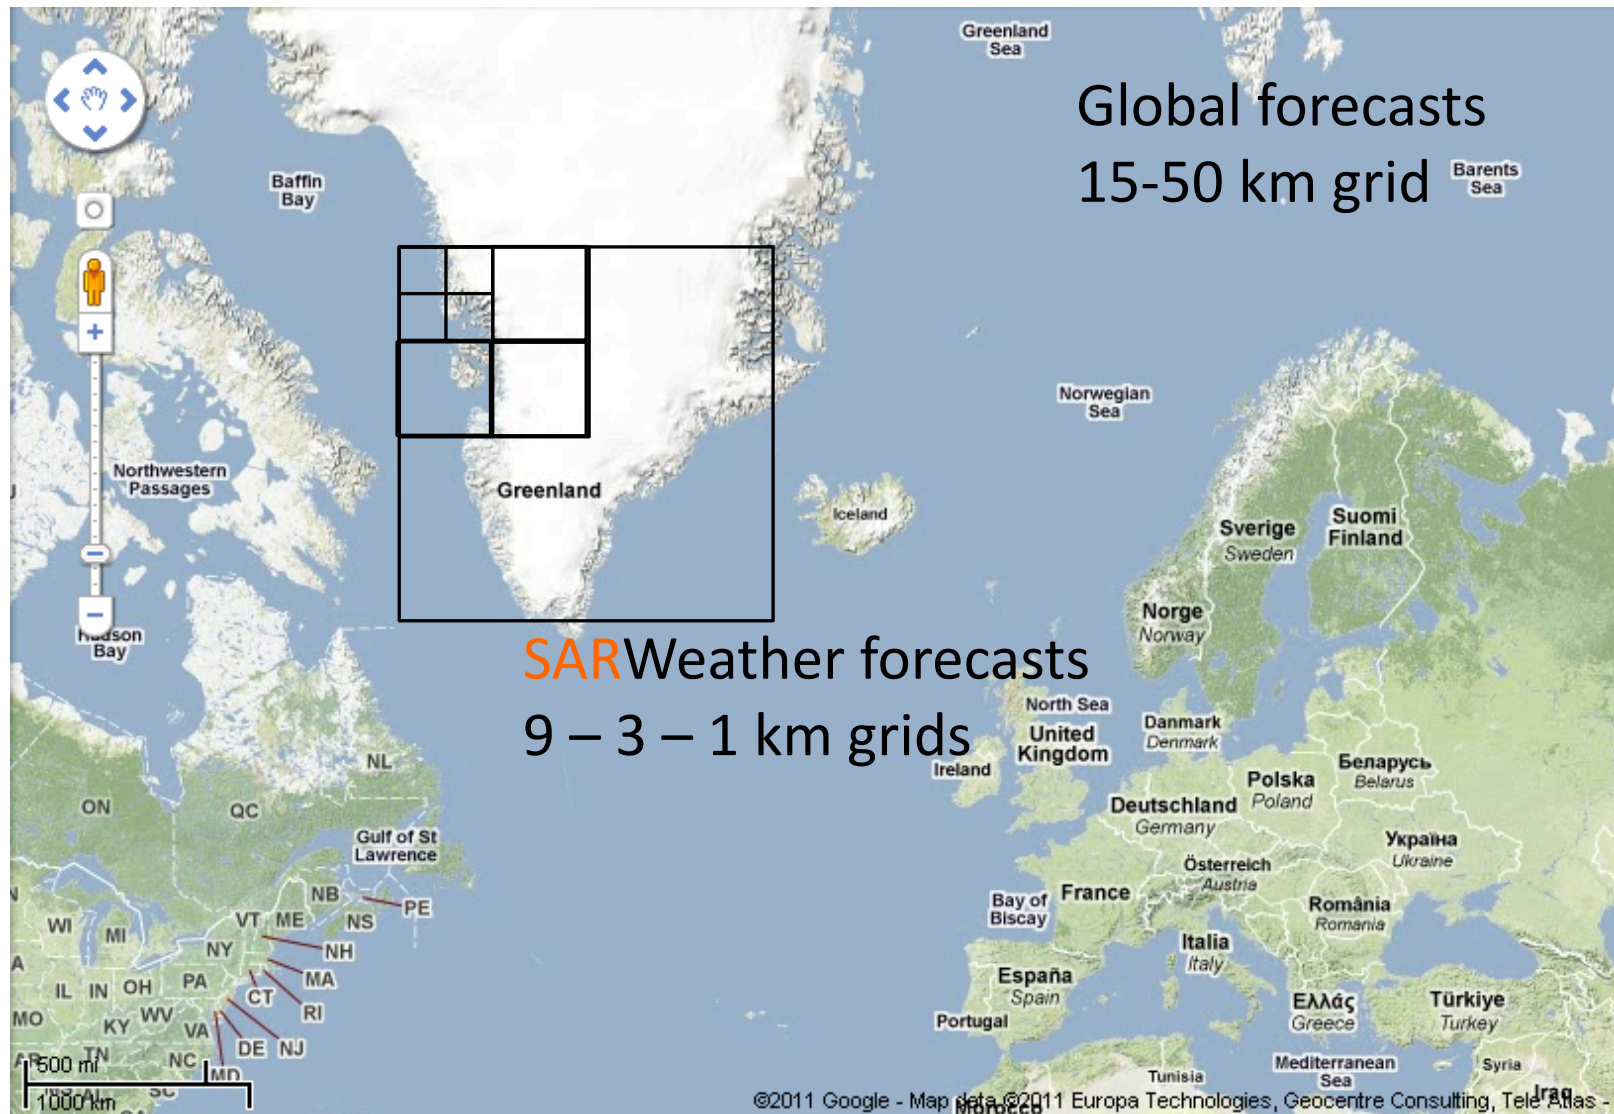 Greenland
Sea
Global forecasts
15-50 km grid
Barents
Sea
Baffin
Bay
Norwegian
Sea
Northwestern
Passages
Greenland
Iceland
Sverige
Sweden
Suomi
Finland
Norge
Norway
Hudson
Bay
SARWeather forecasts
9 – 3 – 1 km grids
North Sea
United
Kingdom
Ireland
Danmark
Denmark
Беларусь
Belarus
Polska
Poland
Deutschland
Germany
Україна
Ukraine
Österreich
Austria
France
Bay of
Biscay
România
Romania
Italia
Italy
España
Spain
Portugal
Ελλάς
Greece
Türkiye
Turkey
Mediterranean
Sea
Tunisia
Syria
Iraq
Morocco
NL
ON
QC
Gulf of St
Lawrence
NB
PE
NS
VT
ME
WI
MI
NY
NH
MA
PA
IL
IN
OH
CT
RI
MO
KY
WV
VA
DE
NJ
TN
NC
MD
SC
AL
500 mi
1000 km
©2011 Google - Map data ©2011 Europa Technologies, Geocentre Consulting, Tele Atlas -